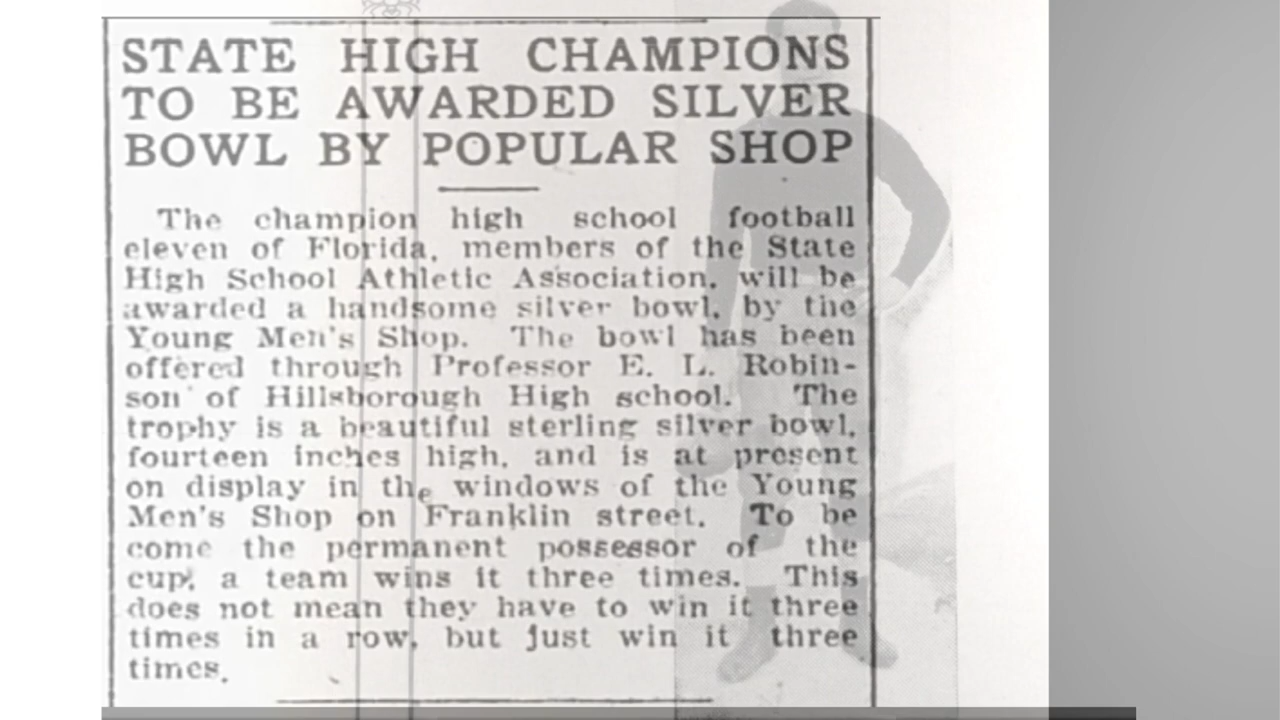 STATE HIGH CHAMPIONS
TO BE AWARDED SILVER
BOWL BY POPULAR SHOP
The champion high school football
eleven of Florida, members of the State
High School Athletic Association, will be
awarded a handsome silver bowl, by the
Young Men's Shop. The bowl has been
offered through Professor E. L. Robin-
son of Hillsborough High school. The
trophy is a beautiful sterling silver bowl,
fourteen inches high, and is at present
on display in the windows of the Young
Men's Shop on Franklin street. To be
come the permanent possessor of the
cup, a team wins it three times. This
does not mean they have to win it three
times in a row, but just win it three
times.